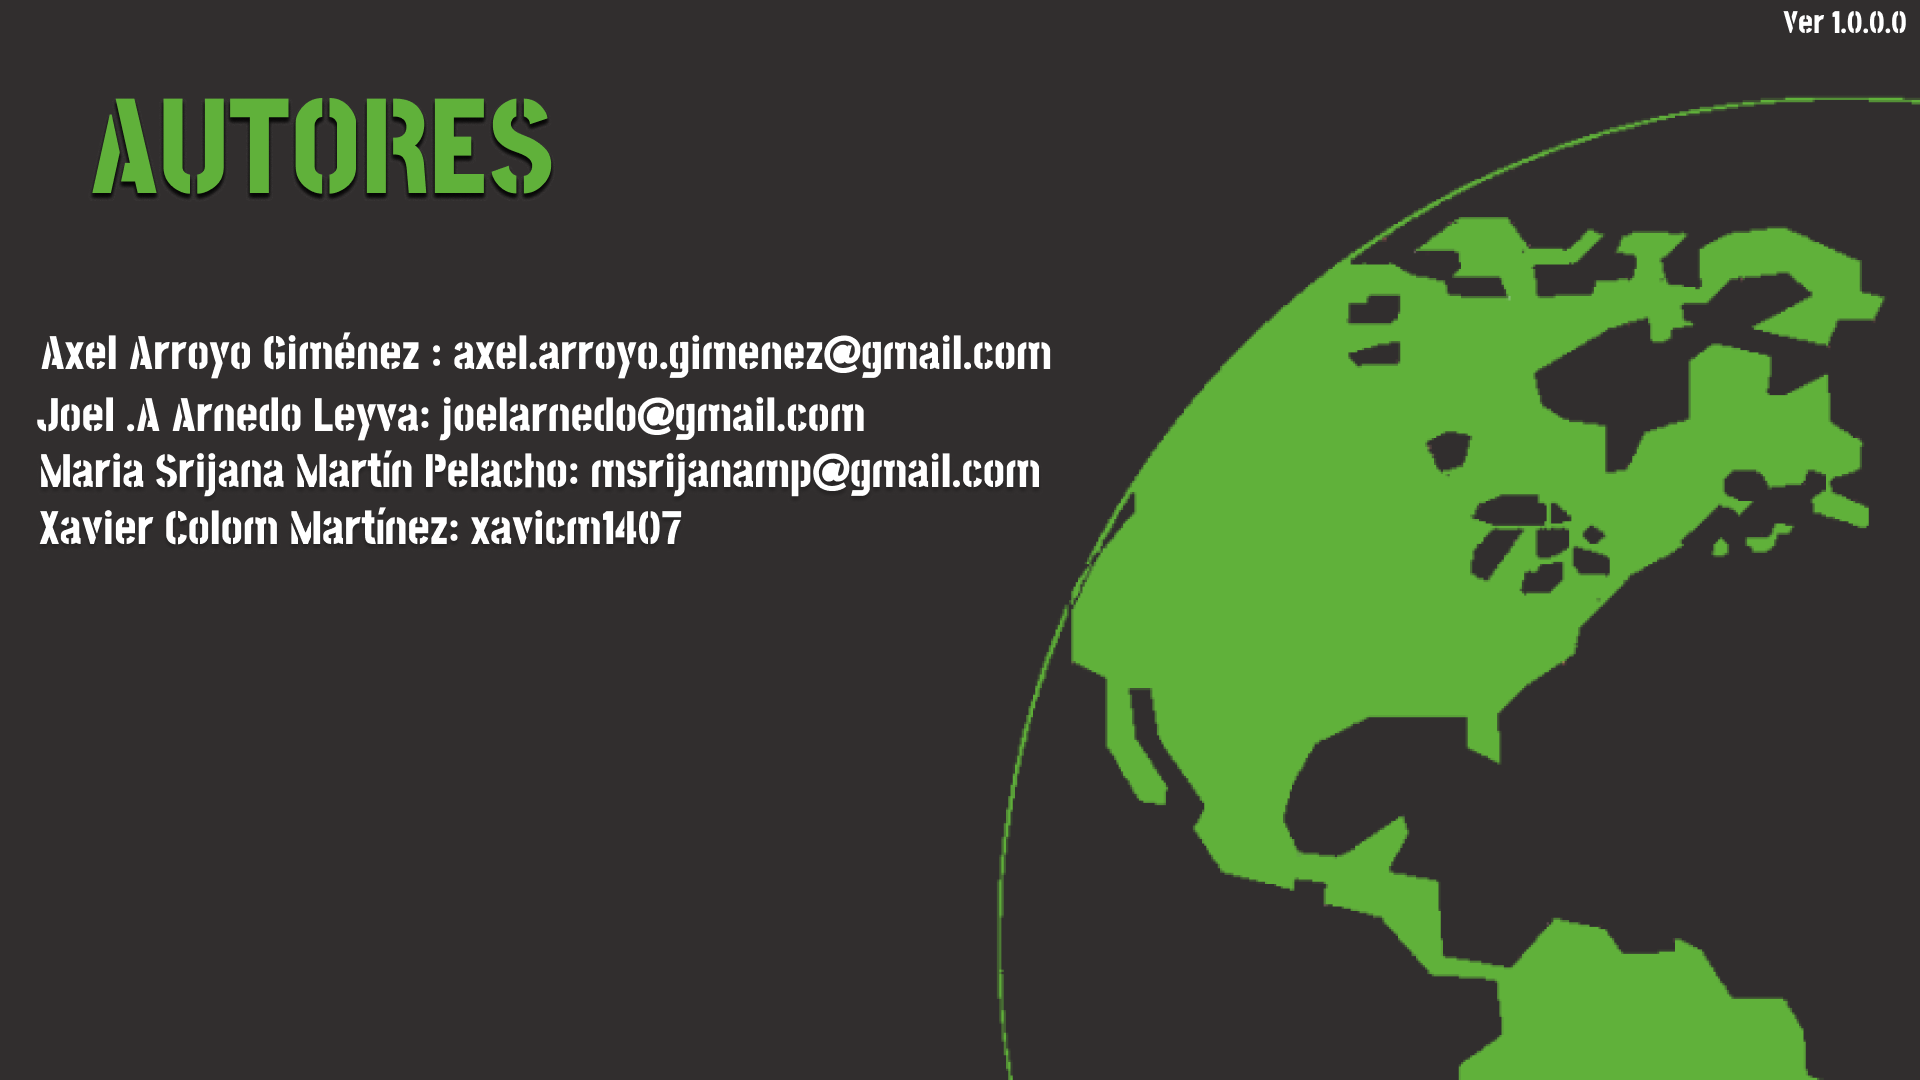 Ver 1.0.0.0
AUTORES
Axel Arroyo Giménez : axel.arroyo.gimenez@gmail.com
Joel .A Arnedo Leyva: joelarnedo@gmail.com
Maria Srijana Martín Pelacho: msrijanamp@gmail.com
Xavier Colom Martínez: xavicm1407